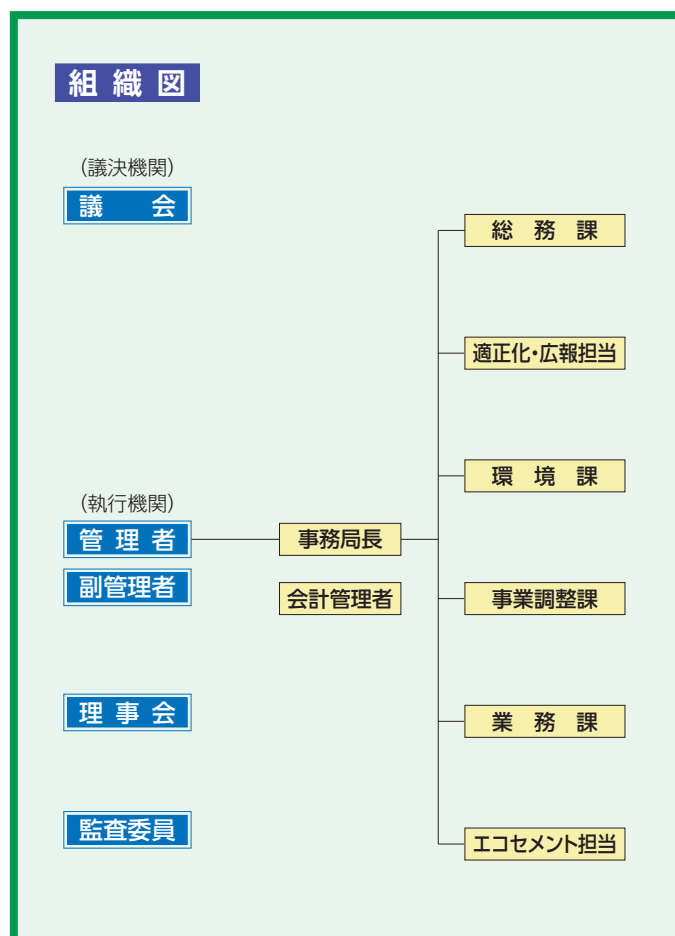 組織図
(議決機関)
議会
(執行機関)
管理者
副管理者
理事会
監査委員
事務局長
会計管理者
総務課
適正化・広報担当
環境課
事業調整課
業務課
エコセメント担当